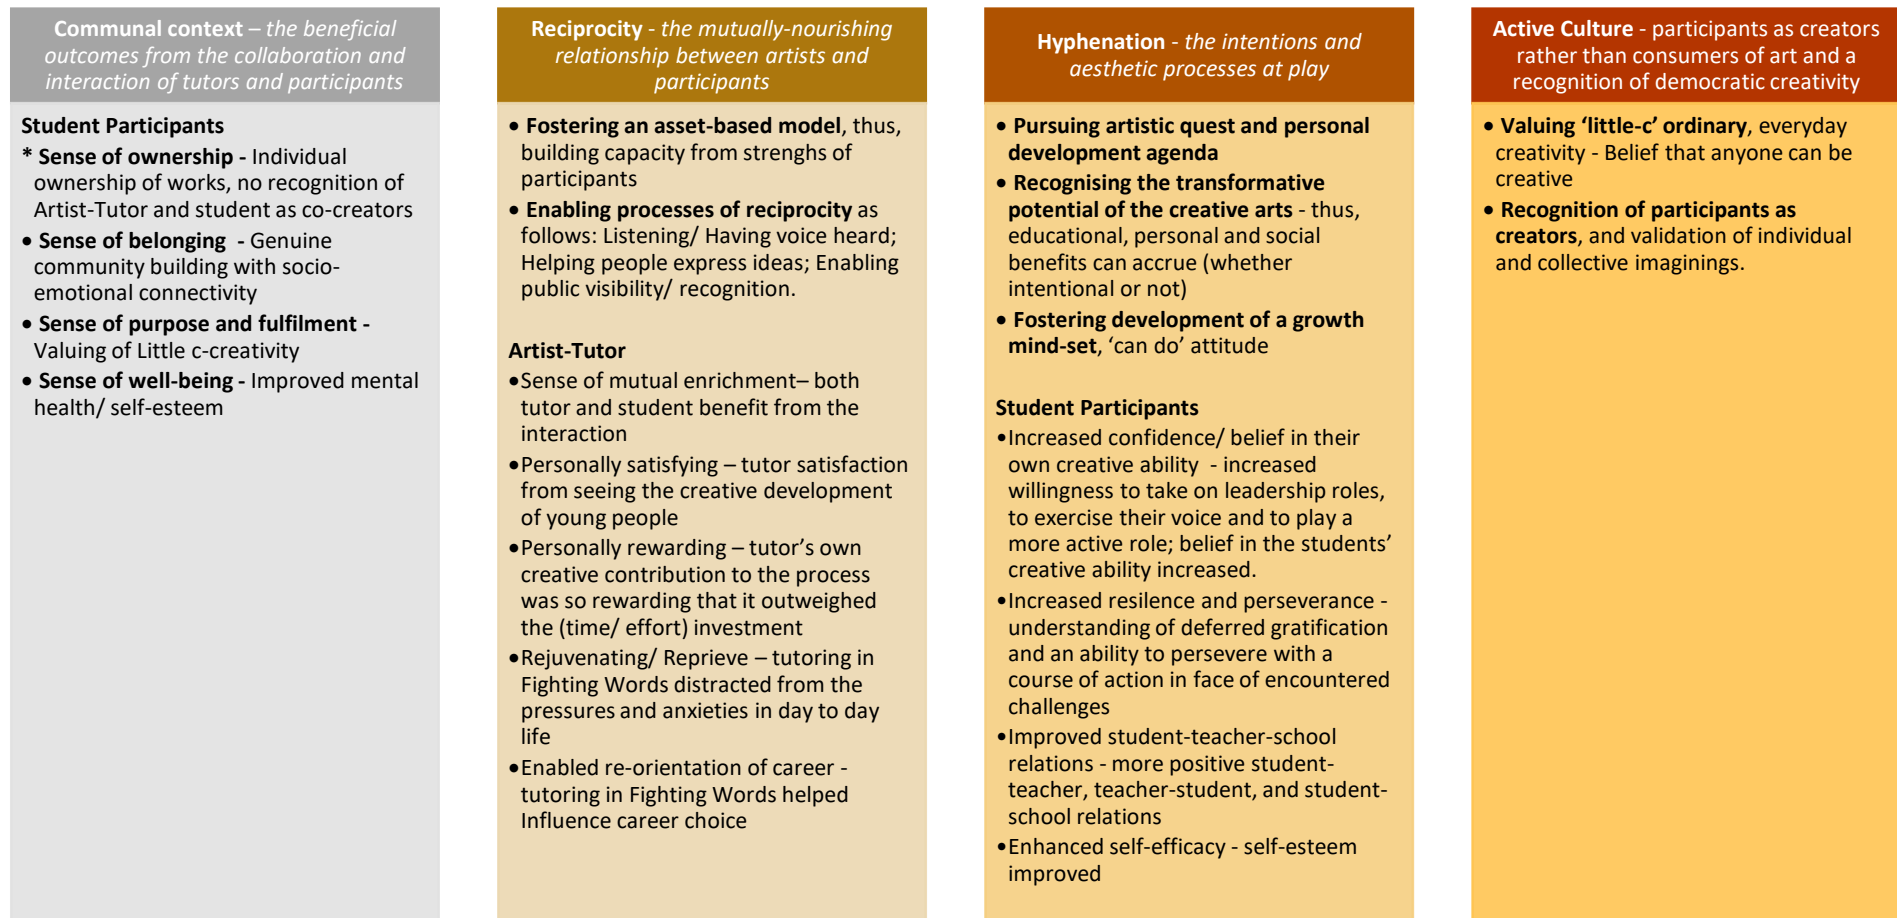 Communal context – the beneficial
outcomes from the collaboration and
interaction of tutors and participants
Student Participants
* Sense of ownership - Individual
ownership of works, no recognition of
Artist-Tutor and student as co-creators
• Sense of belonging  - Genuine
community building with socio-
emotional connectivity
• Sense of purpose and fulfilment -
Valuing of Little c-creativity
• Sense of well-being - Improved mental
health/ self-esteem
Reciprocity - the mutually-nourishing
relationship between artists and
participants
• Fostering an asset-based model, thus,
building capacity from strenghs of
participants
• Enabling processes of reciprocity as
follows: Listening/ Having voice heard;
Helping people express ideas; Enabling
public visibility/ recognition.
Artist-Tutor
•Sense of mutual enrichment– both
tutor and student benefit from the
interaction
•Personally satisfying – tutor satisfaction
from seeing the creative development
of young people
•Personally rewarding – tutor’s own
creative contribution to the process
was so rewarding that it outweighed
the (time/ effort) investment
•Rejuvenating/ Reprieve – tutoring in
Fighting Words distracted from the
pressures and anxieties in day to day
life
•Enabled re-orientation of career -
tutoring in Fighting Words helped
Influence career choice
Hyphenation - the intentions and
aesthetic processes at play
• Pursuing artistic quest and personal
development agenda
• Recognising the transformative
potential of the creative arts - thus,
educational, personal and social
benefits can accrue (whether
intentional or not)
• Fostering development of a growth
mind-set, ‘can do’ attitude
Student Participants
•Increased confidence/ belief in their
own creative ability  - increased
willingness to take on leadership roles,
to exercise their voice and to play a
more active role; belief in the students’
creative ability increased.
•Increased resilence and perseverance -
understanding of deferred gratification
and an ability to persevere with a
course of action in face of encountered
challenges
•Improved student-teacher-school
relations - more positive student-
teacher, teacher-student, and student-
school relations
•Enhanced self-efficacy - self-esteem
improved
Active Culture - participants as creators
rather than consumers of art and a
recognition of democratic creativity
• Valuing ‘little-c’ ordinary, everyday
creativity - Belief that anyone can be
creative
• Recognition of participants as
creators, and validation of individual
and collective imaginings.